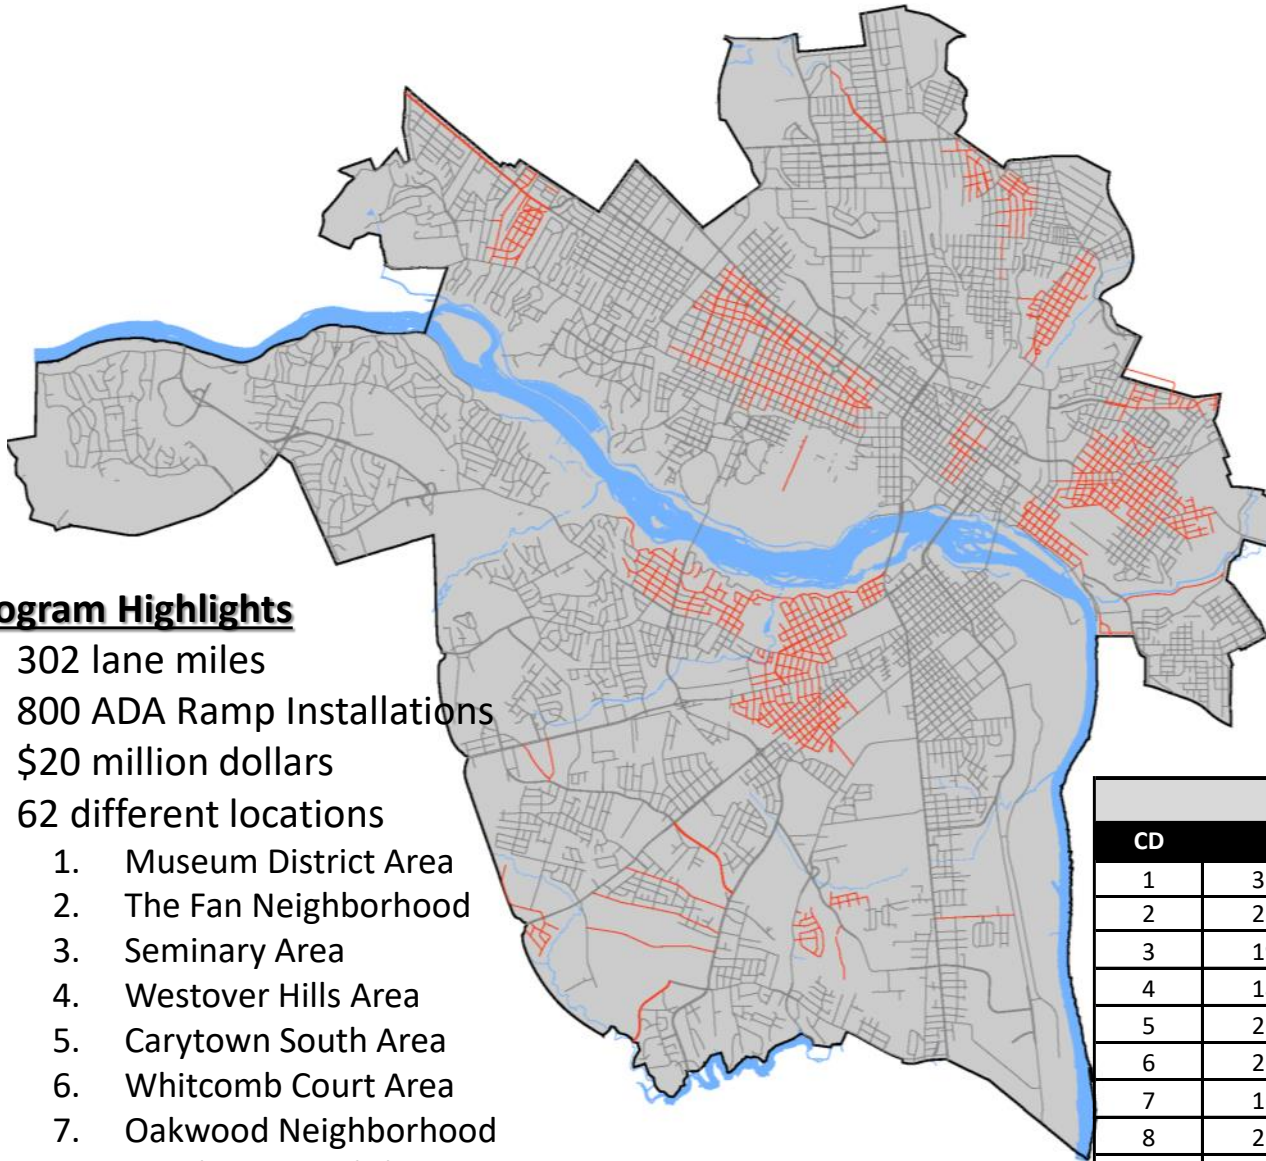 ogram Highlights
302 lane miles
800 ADA Ramp Installations
$20 million dollars
62 different locations
1. Museum District Area
2. The Fan Neighborhood
3. Seminary Area
4. Westover Hills Area
5. Carytown South Area
6. Whitcomb Court Area
7. Oakwood Neighborhood
CD
1 3
2 2
3 1
4 1
5 2
6 2
7 1
8 2